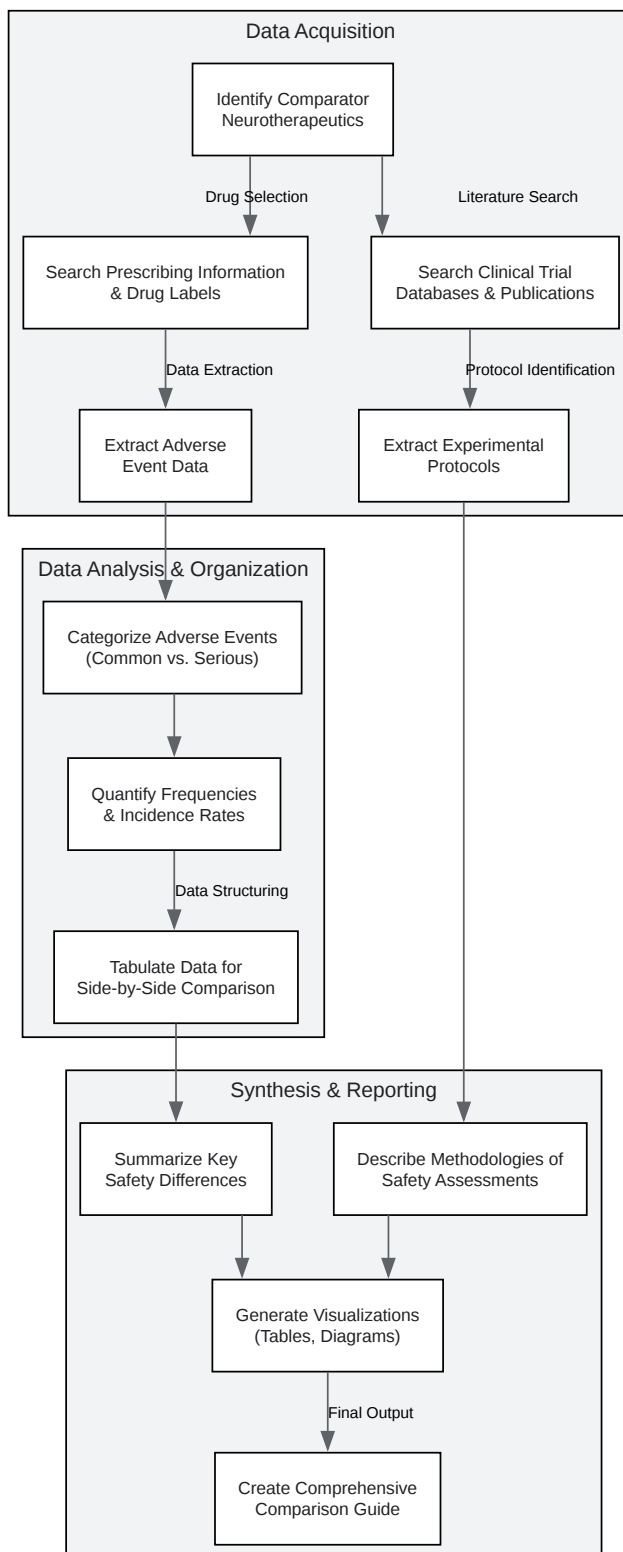 Data Acquisition
Identify Comparator
Neurotherapeutics
Drug Selection
Literature Search
Search Prescribing Information
& Drug Labels
Search Clinical Trial
Databases & Publications
Data Extraction
Protocol Identification
Extract Adverse
Event Data
Extract Experimental
Protocols
Data Analysis & Organization
Categorize Adverse Events
(Common vs. Serious)
Quantify Frequencies
& Incidence Rates
Data Structuring
Tabulate Data for
Side-by-Side Comparison
Synthesis & Reporting
Summarize Key
Safety Differences
Describe Methodologies of
Safety Assessments
Generate Visualizations
(Tables, Diagrams)
Final Output
Create Comprehensive
Comparison Guide